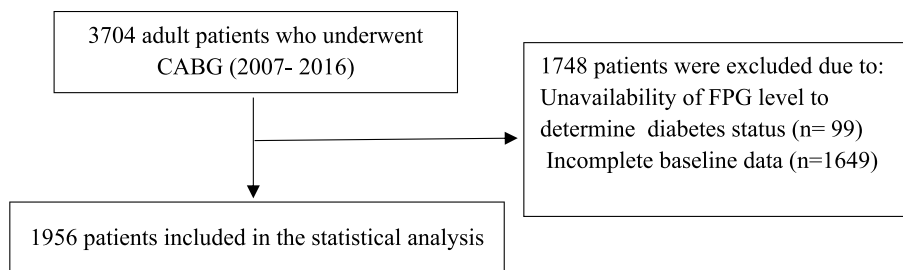 3704 adult patients who underwent
CABG (2007- 2016)
1748 patients were excluded due to:
Unavailability of FPG level to
determine diabetes status (n= 99)
Incomplete baseline data (n=1649)
1956 patients included in the statistical analysis